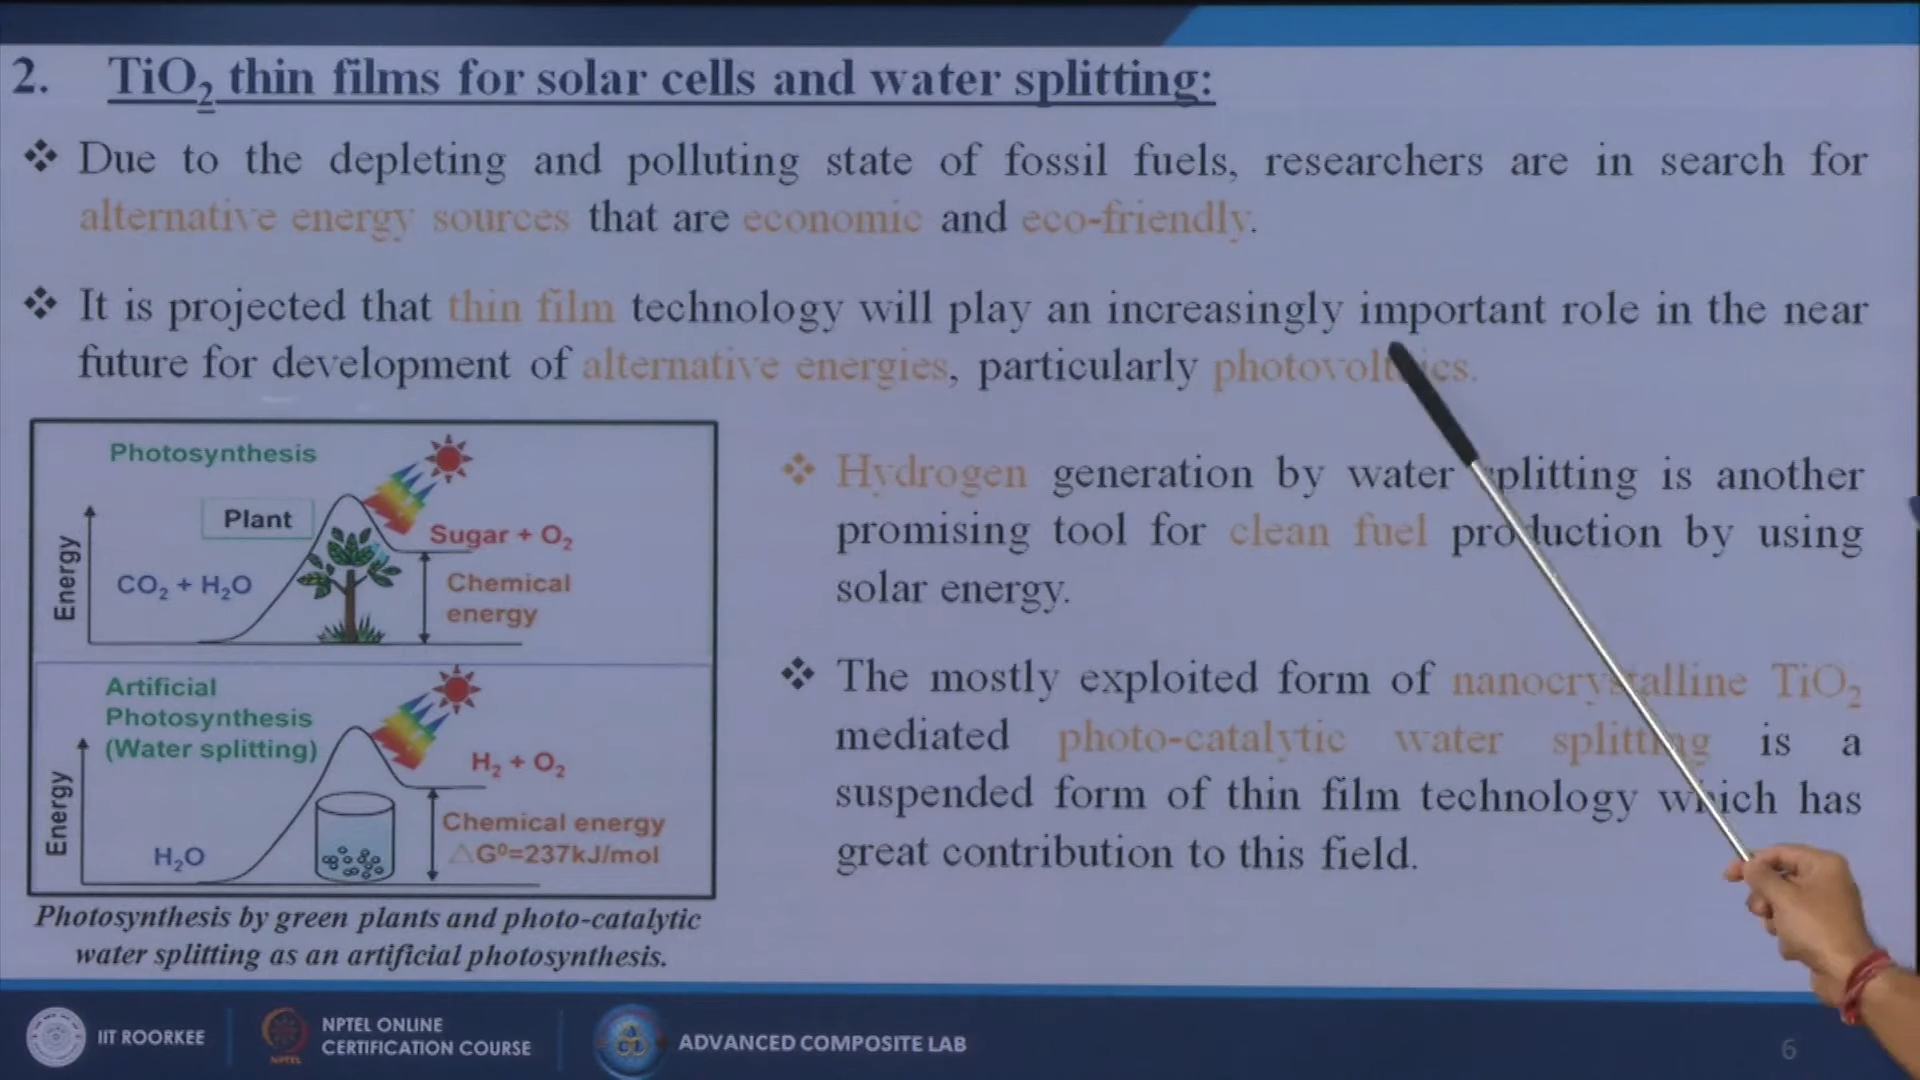 2. TiO₂ thin films for solar cells and water splitting:
❖ Due to the depleting and polluting state of fossil fuels, researchers are in search for
alternative energy sources that are economic and eco-friendly.
❖ It is projected that thin film technology will play an increasingly important role in the near
future for development of alternative energies, particularly photovoltaics.
Photosynthesis
Plant
Energy
CO₂ + H₂O
Sugar + O₂
Chemical
energy
Artificial
Photosynthesis
(Water splitting)
Energy
H₂O
H₂ + O₂
Chemical energy
△G⁰=237kJ/mol
Photosynthesis by green plants and photo-catalytic
water splitting as an artificial photosynthesis.
❖ Hydrogen generation by water splitting is another
promising tool for clean fuel production by using
solar energy.
❖ The mostly exploited form of nanocrystalline TiO₂
mediated photo-catalytic water splitting is a
suspended form of thin film technology which has
great contribution to this field.
IIT ROORKEE
NPTEL
NPTEL ONLINE
CERTIFICATION COURSE
ADVANCED COMPOSITE LAB
6